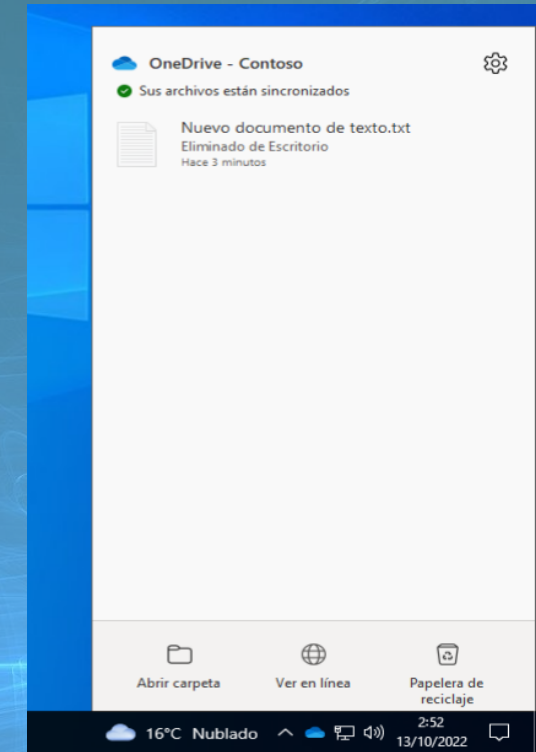 OneDrive - Contoso
Sus archivos están sincronizados
Nuevo documento de texto.txt
Eliminado de Escritorio
Hace 3 minutos
Abrir carpeta
Ver en línea
Papelera de
reciclaje
16°C Nublado
2:52
13/10/2022